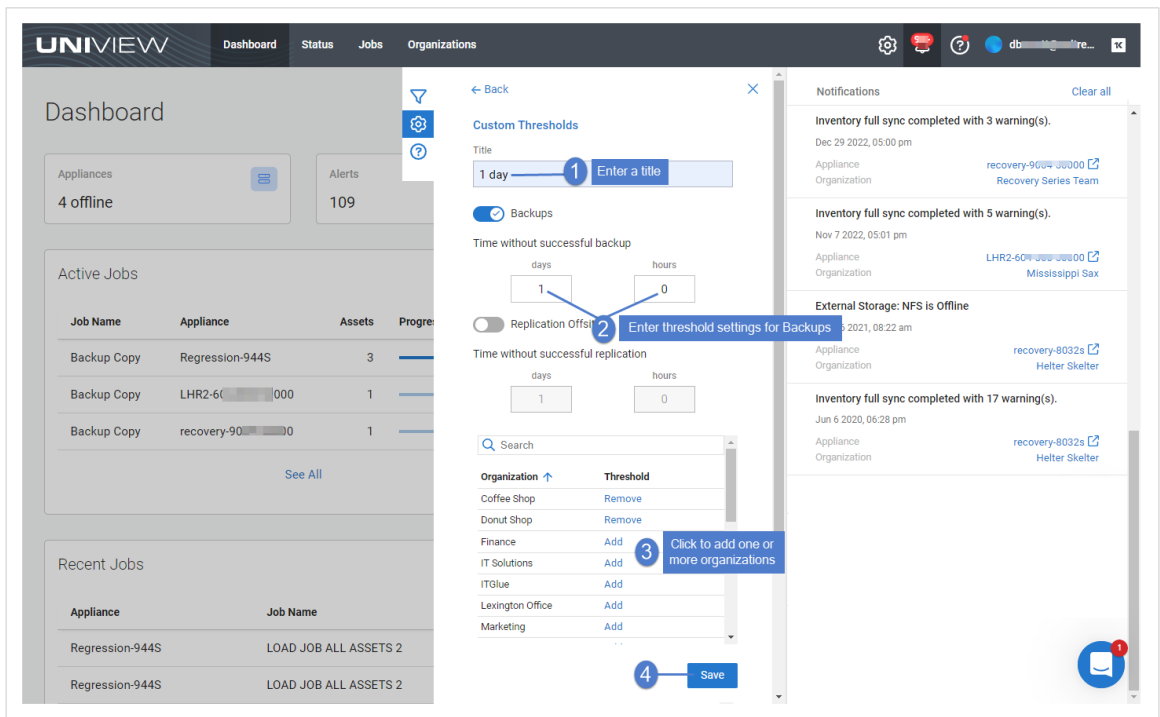 UNIVIEW
Dashboard Status Jobs Organizations
Dashboard
Appliances
4 offline
Alerts
109
Active Jobs
Job Name Appliance Assets
Backup Copy Regression-944S 3
Backup Copy 1
Backup Copy 1
See All
Recent Jobs
Appliance Job Name
Regression-944S LOAD JOB ALL ASSETS 2
Regression-944S LOAD JOB ALL ASSETS 2
← Back
Custom Thresholds
Title
1 day
1 Enter a title
Backups
Time without successful backup
days hours
1 0
Replication
2 Enter threshold settings for Backups
Time without successful replication
days hours
1 0
Search
Organization ↑ Threshold
Coffee Shop Remove
Donut Shop Remove
Finance Add
IT Solutions Add
ITGlue Add
Lexington Office Add
Marketing Add
3 Click to add one or
more organizations
4 Save
Notifications Clear all
Inventory full sync completed with 3 warning(s).
Dec 29 2022, 05:00 pm
Appliance
Organization Recovery Series Team
Inventory full sync completed with 5 warning(s).
Nov 7 2022, 05:01 pm
Appliance
Organization Mississippi Sax
External Storage: NFS is Offline
2021, 08:22 am
Appliance recovery-8032s
Organization Helter Skelter
Inventory full sync completed with 17 warning(s).
Jun 6 2020, 06:28 pm
Appliance recovery-8032s
Organization Helter Skelter
1